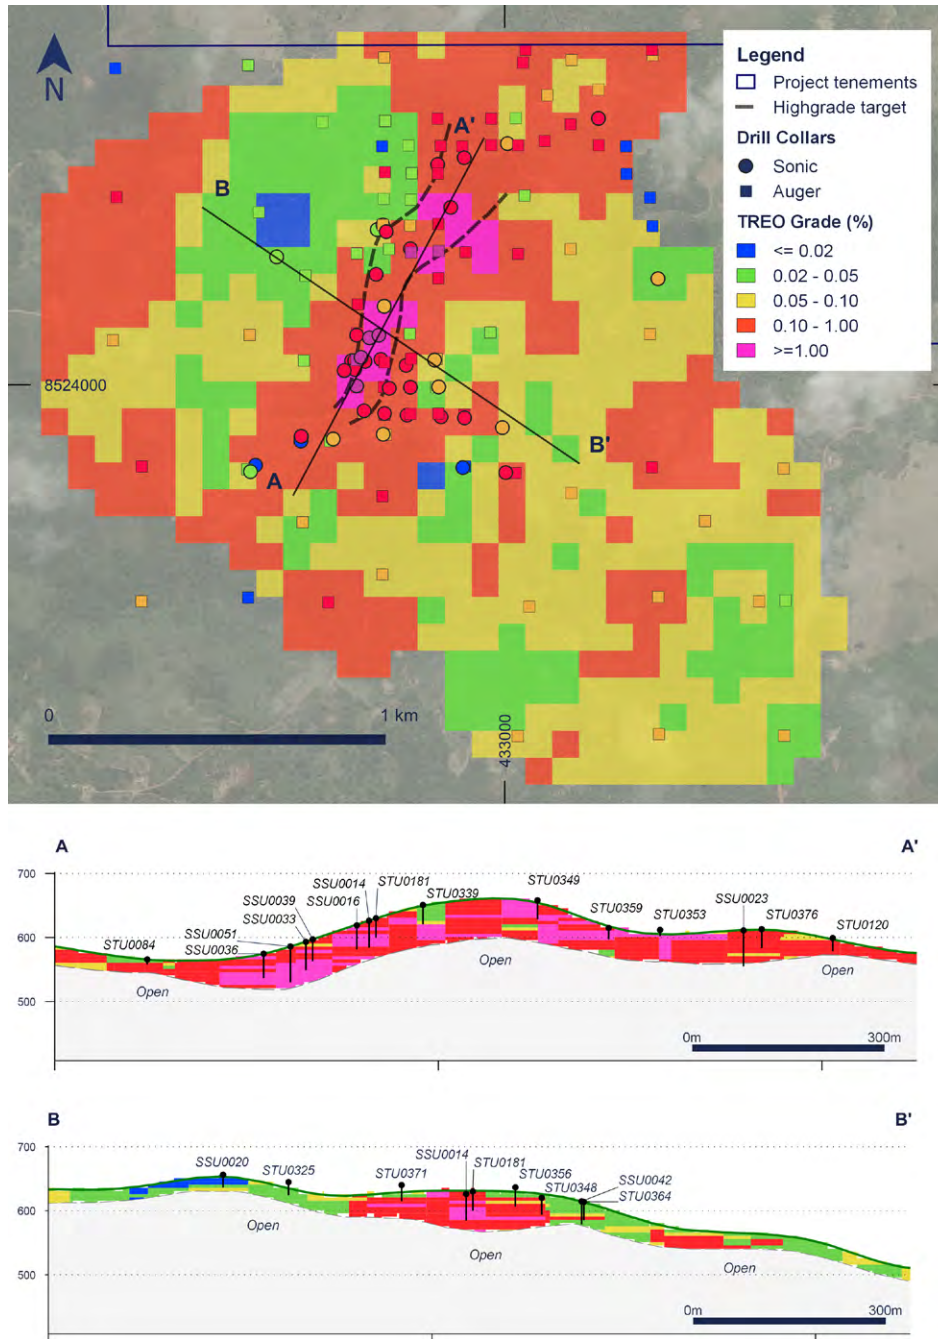 N
Legend
Project tenements
Highgrade target
Drill Collars
Sonic
Auger
TREO Grade (%)
<= 0.02
0.02 - 0.05
0.05 - 0.10
0.10 - 1.00
>=1.00
A'
B
8524000
B'
A
0
1 km
433000
A
A'
700
600
500
STU0084
SSU0051
SSU0036
SSU0039
SSU0033
SSU0014
SSU0016
STU0181
STU0339
STU0349
STU0359
STU0353
SSU0023
STU0376
STU0120
Open
Open
Open
0m
300m
B
B'
700
600
500
SSU0020
STU0325
STU0371
SSU0014
STU0181
STU0356
STU0348
SSU0042
STU0364
Open
Open
Open
0m
300m